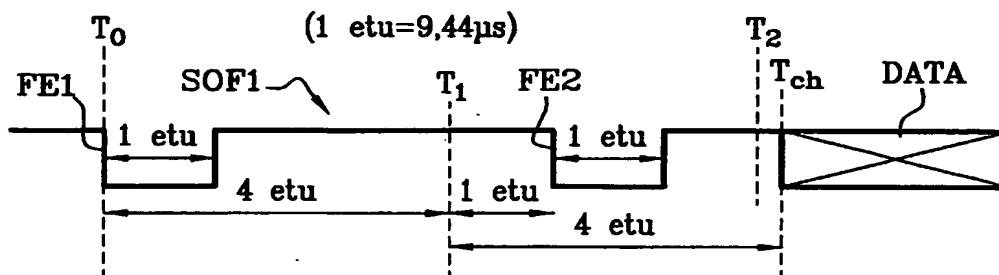 T0 (1 etu=9,44µs) T2
FE1 SOF1 T1 FE2 Tch DATA
1 etu 1 etu
4 etu 1 etu
4 etu